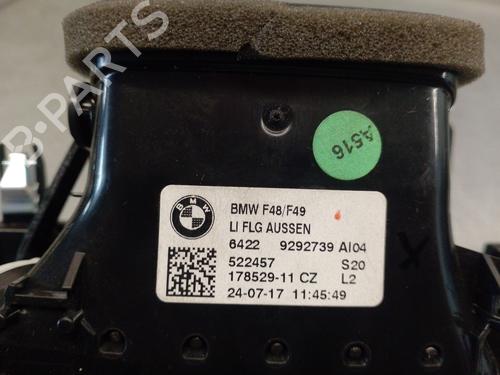 B-PARTS
A516
BMW
BMW F48/F49
LI FLG AUSSEN
6422 9292739 AI04
522457 S20
178529-11 CZ L2
24-07-17 11:45:49
X